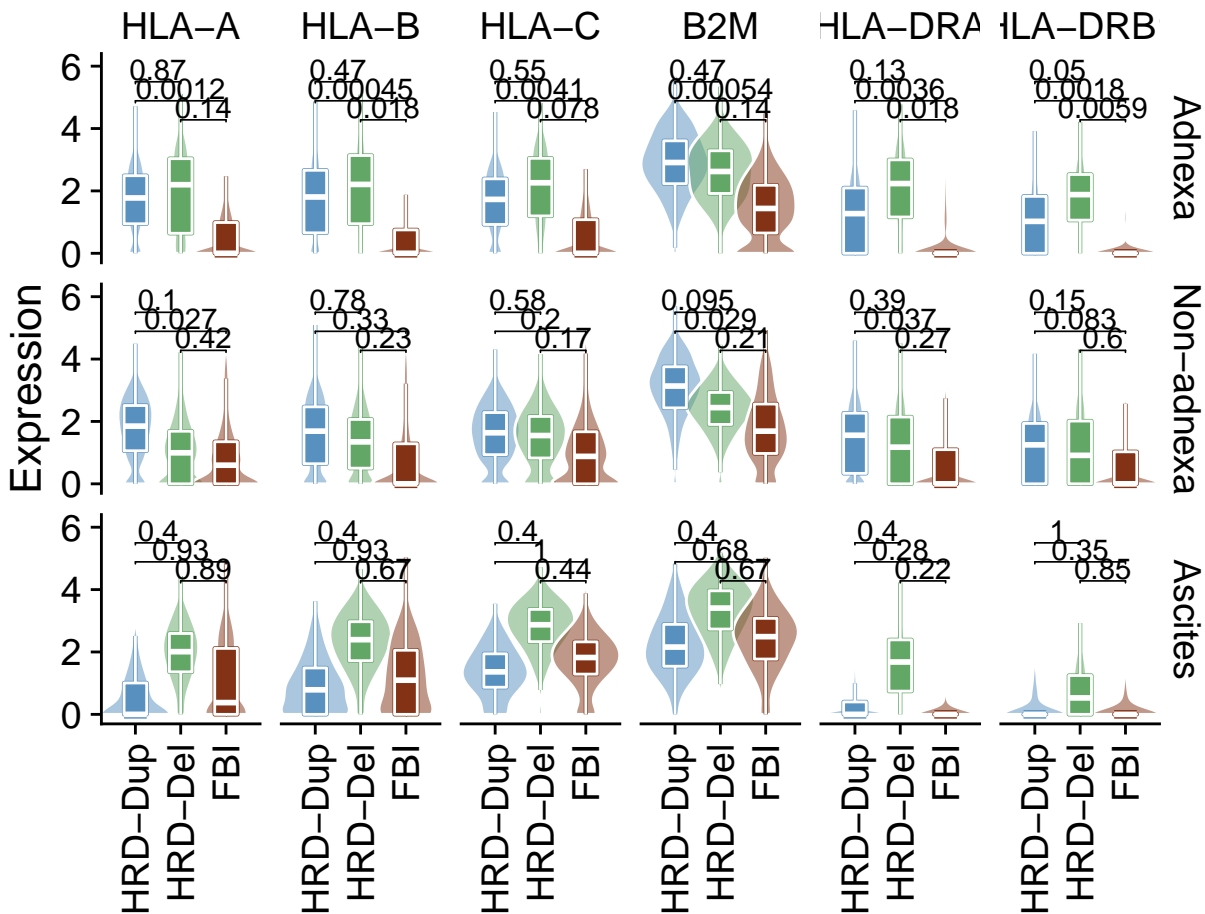 HLA−A HLA−B HLA−C B2M HLA−DRA HLA−DRB
Expression
Adnexa
6
4
2
0
0.87 0.47 0.55 0.47 0.13 0.05
0.0012 0.00045 0.0041 0.00054 0.0036 0.0018
0.14 0.018 0.078 0.14 0.018 0.0059
Non−adnexa
6
4
2
0
0.1 0.78 0.58 0.095 0.39 0.15
0.027 0.33 0.2 0.029 0.037 0.083
0.42 0.23 0.17 0.21 0.27 0.6
Ascites
6
4
2
0
0.4 0.4 0.4 0.4 0.4 1
0.93 0.93 1 0.68 0.28 0.35
0.89 0.67 0.44 0.67 0.22 0.85
HRD−Dup HRD−Del FBI HRD−Dup HRD−Del FBI HRD−Dup HRD−Del FBI HRD−Dup HRD−Del FBI HRD−Dup HRD−Del FBI HRD−Dup HRD−Del FBI